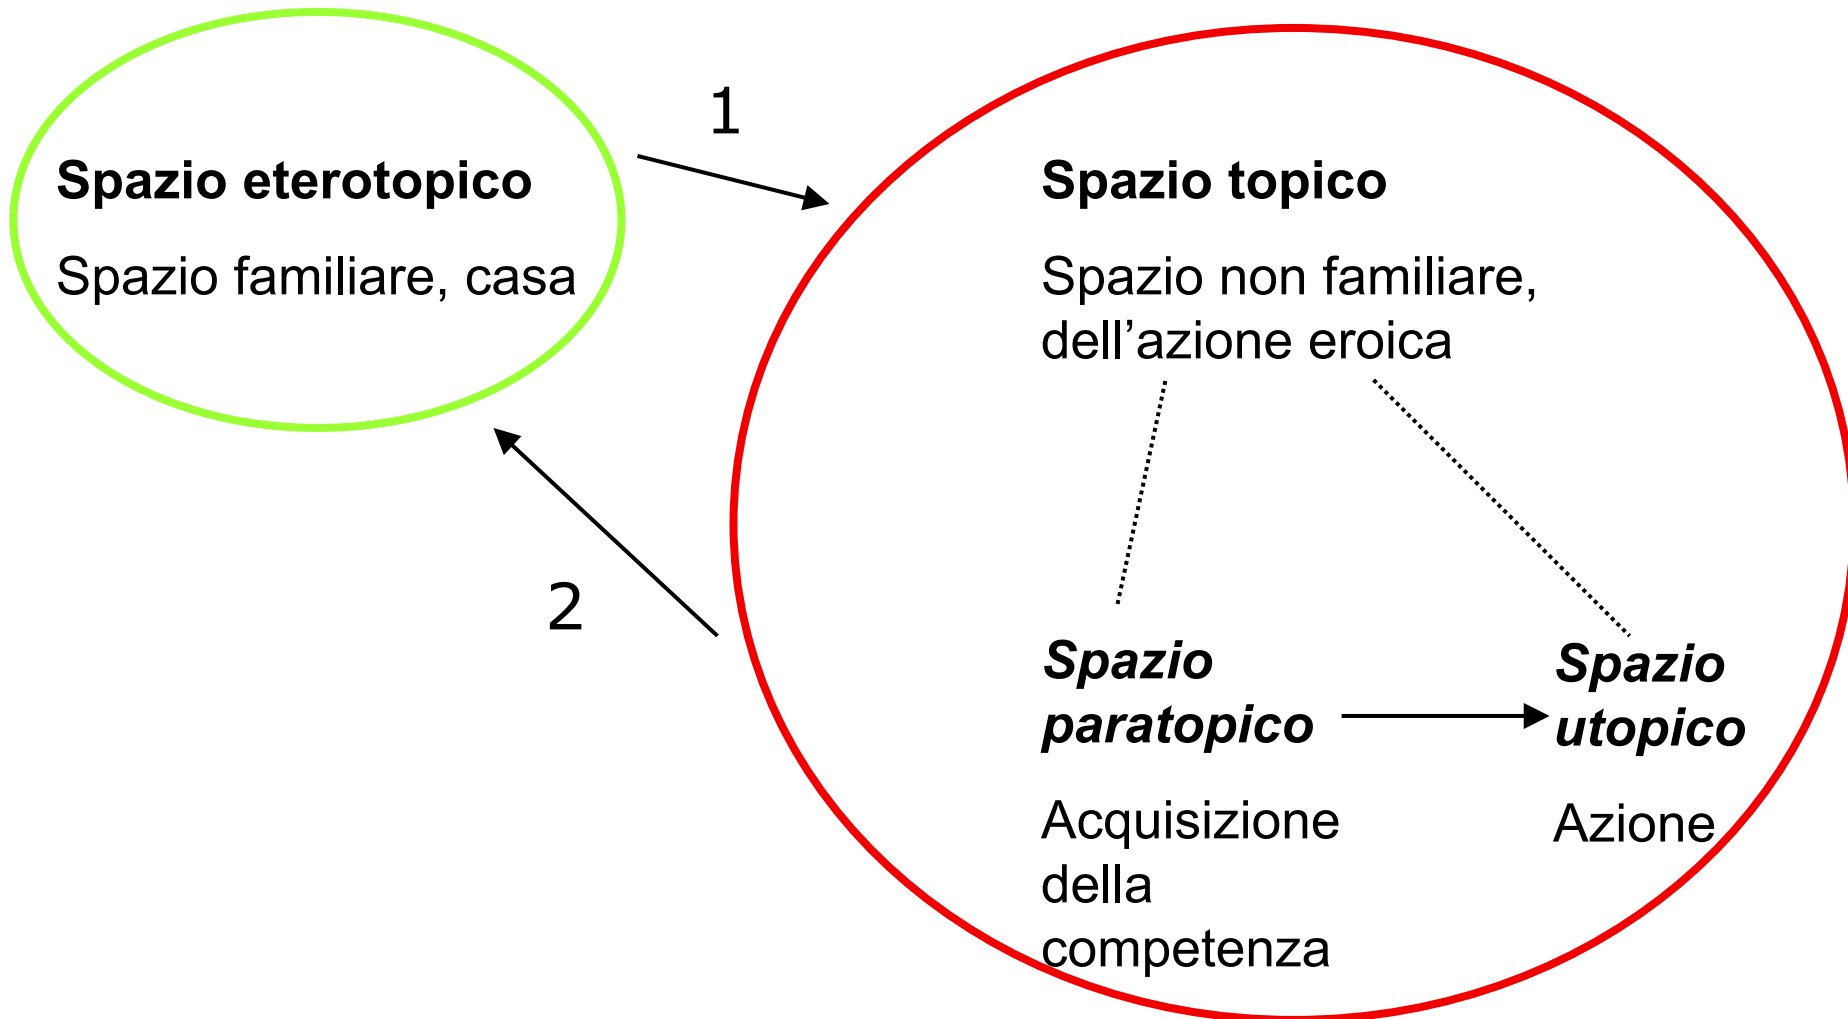 Spazio eterotopico
Spazio familiare, casa
1
2
Spazio topico
Spazio non familiare,
dell’azione eroica
Spazio
paratopico
Acquisizione
della
competenza
Spazio
utopico
Azione